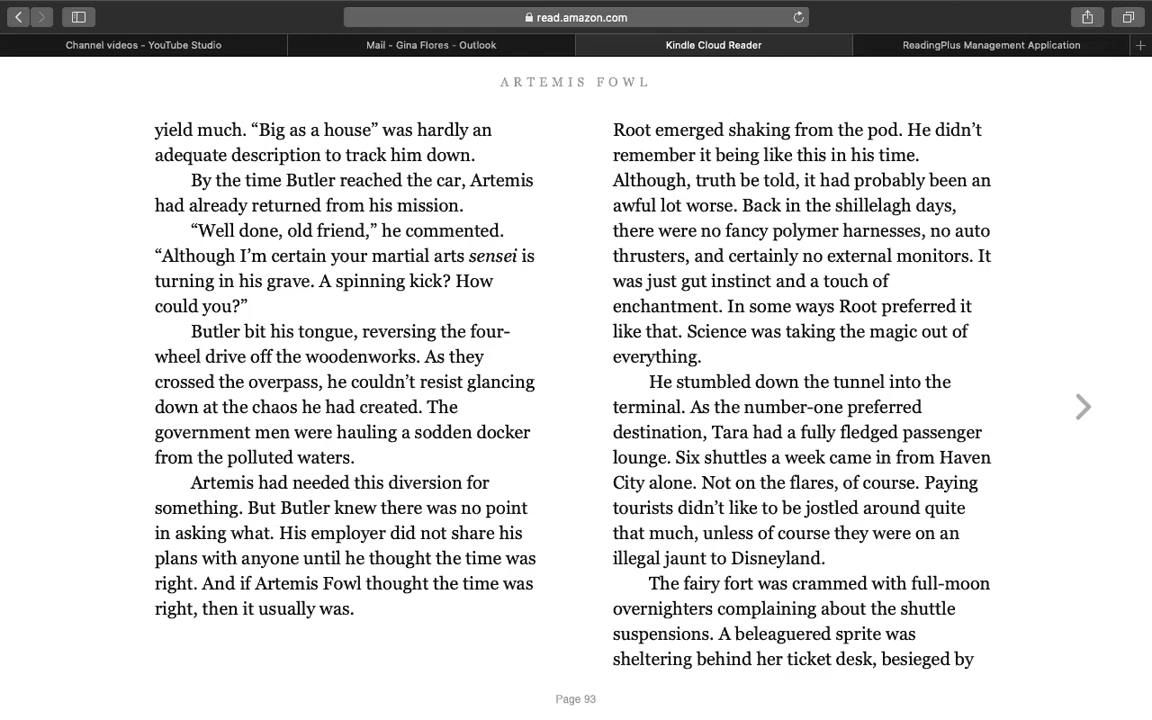 read.amazon.com
Channel videos - YouTube Studio
Mail - Gina Flores - Outlook
Kindle Cloud Reader
ReadingPlus Management Application
ARTEMIS FOWL
yield much. “Big as a house” was hardly an
adequate description to track him down.
By the time Butler reached the car, Artemis
had already returned from his mission.
“Well done, old friend,” he commented.
“Although I’m certain your martial arts sensei is
turning in his grave. A spinning kick? How
could you?”
Butler bit his tongue, reversing the four-
wheel drive off the woodenworks. As they
crossed the overpass, he couldn’t resist glancing
down at the chaos he had created. The
government men were hauling a sodden docker
from the polluted waters.
Artemis had needed this diversion for
something. But Butler knew there was no point
in asking what. His employer did not share his
plans with anyone until he thought the time was
right. And if Artemis Fowl thought the time was
right, then it usually was.
Root emerged shaking from the pod. He didn’t
remember it being like this in his time.
Although, truth be told, it had probably been an
awful lot worse. Back in the shillelagh days,
there were no fancy polymer harnesses, no auto
thrusters, and certainly no external monitors. It
was just gut instinct and a touch of
enchantment. In some ways Root preferred it
like that. Science was taking the magic out of
everything.
He stumbled down the tunnel into the
terminal. As the number-one preferred
destination, Tara had a fully fledged passenger
lounge. Six shuttles a week came in from Haven
City alone. Not on the flares, of course. Paying
tourists didn’t like to be jostled around quite
that much, unless of course they were on an
illegal jaunt to Disneyland.
The fairy fort was crammed with full-moon
overnighters complaining about the shuttle
suspensions. A beleaguered sprite was
sheltering behind her ticket desk, besieged by
Page 93